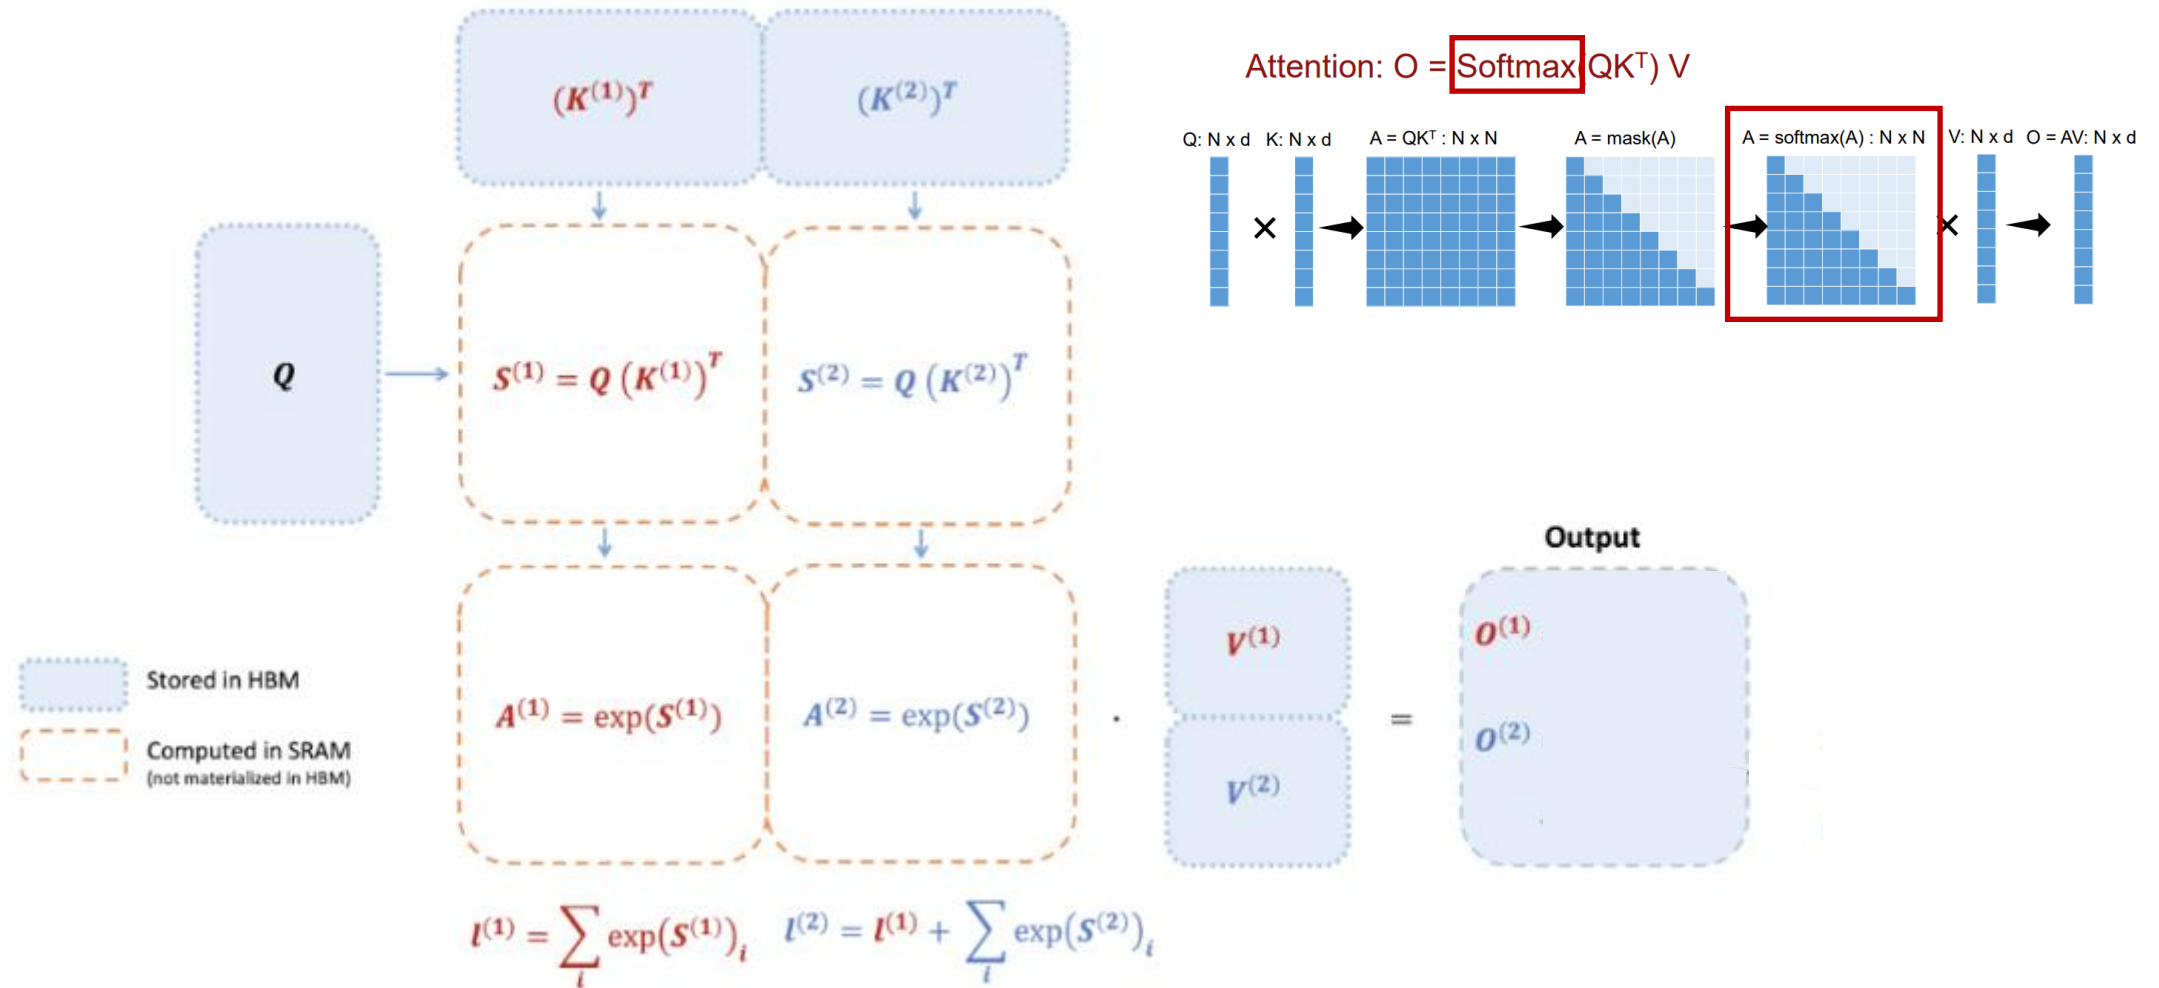 (K⁽¹⁾)ᵀ
(K⁽²⁾)ᵀ
Attention: O = Softmax(QKᵀ) V
Q: N x d
K: N x d
A = QKᵀ : N x N
A = mask(A)
A = softmax(A) : N x N
V: N x d
O = AV: N x d
×
×
Q
S⁽¹⁾ = Q (K⁽¹⁾)ᵀ
S⁽²⁾ = Q (K⁽²⁾)ᵀ
Output
A⁽¹⁾ = exp(S⁽¹⁾)
A⁽²⁾ = exp(S⁽²⁾)
·
V⁽¹⁾
V⁽²⁾
=
O⁽¹⁾
O⁽²⁾
Stored in HBM
Computed in SRAM
(not materialized in HBM)
l⁽¹⁾ = ∑ᵢ exp(S⁽¹⁾)ᵢ
l⁽²⁾ = l⁽¹⁾ + ∑ᵢ exp(S⁽²⁾)ᵢ